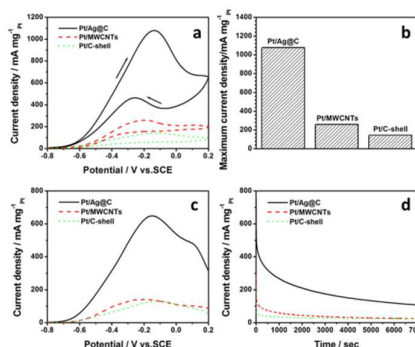 Pt/Ag@C
Pt/MWCNTs
Pt/C-shell
a
Current density / mA mg⁻¹ Pt
1400
1200
1000
800
600
400
200
0
-0.8 -0.6 -0.4 -0.2 0.0 0.2
Potential / V vs.SCE
b
Maximum current density/mA mg⁻¹ Pt
1400
1200
1000
800
600
400
200
0
Pt/Ag@C
Pt/MWCNTs
Pt/C-shell
c
Pt/Ag@C
Pt/MWCNTs
Pt/C-shell
Current density / mA mg⁻¹ Pt
800
600
400
200
0
-0.8 -0.6 -0.4 -0.2 0.0 0.2
Potential / V vs.SCE
d
Pt/Ag@C
Pt/MWCNTs
Pt/C-shell
Current density / mA mg⁻¹ Pt
800
600
400
200
0
0 1000 2000 3000 4000 5000 6000 7000
Time / sec